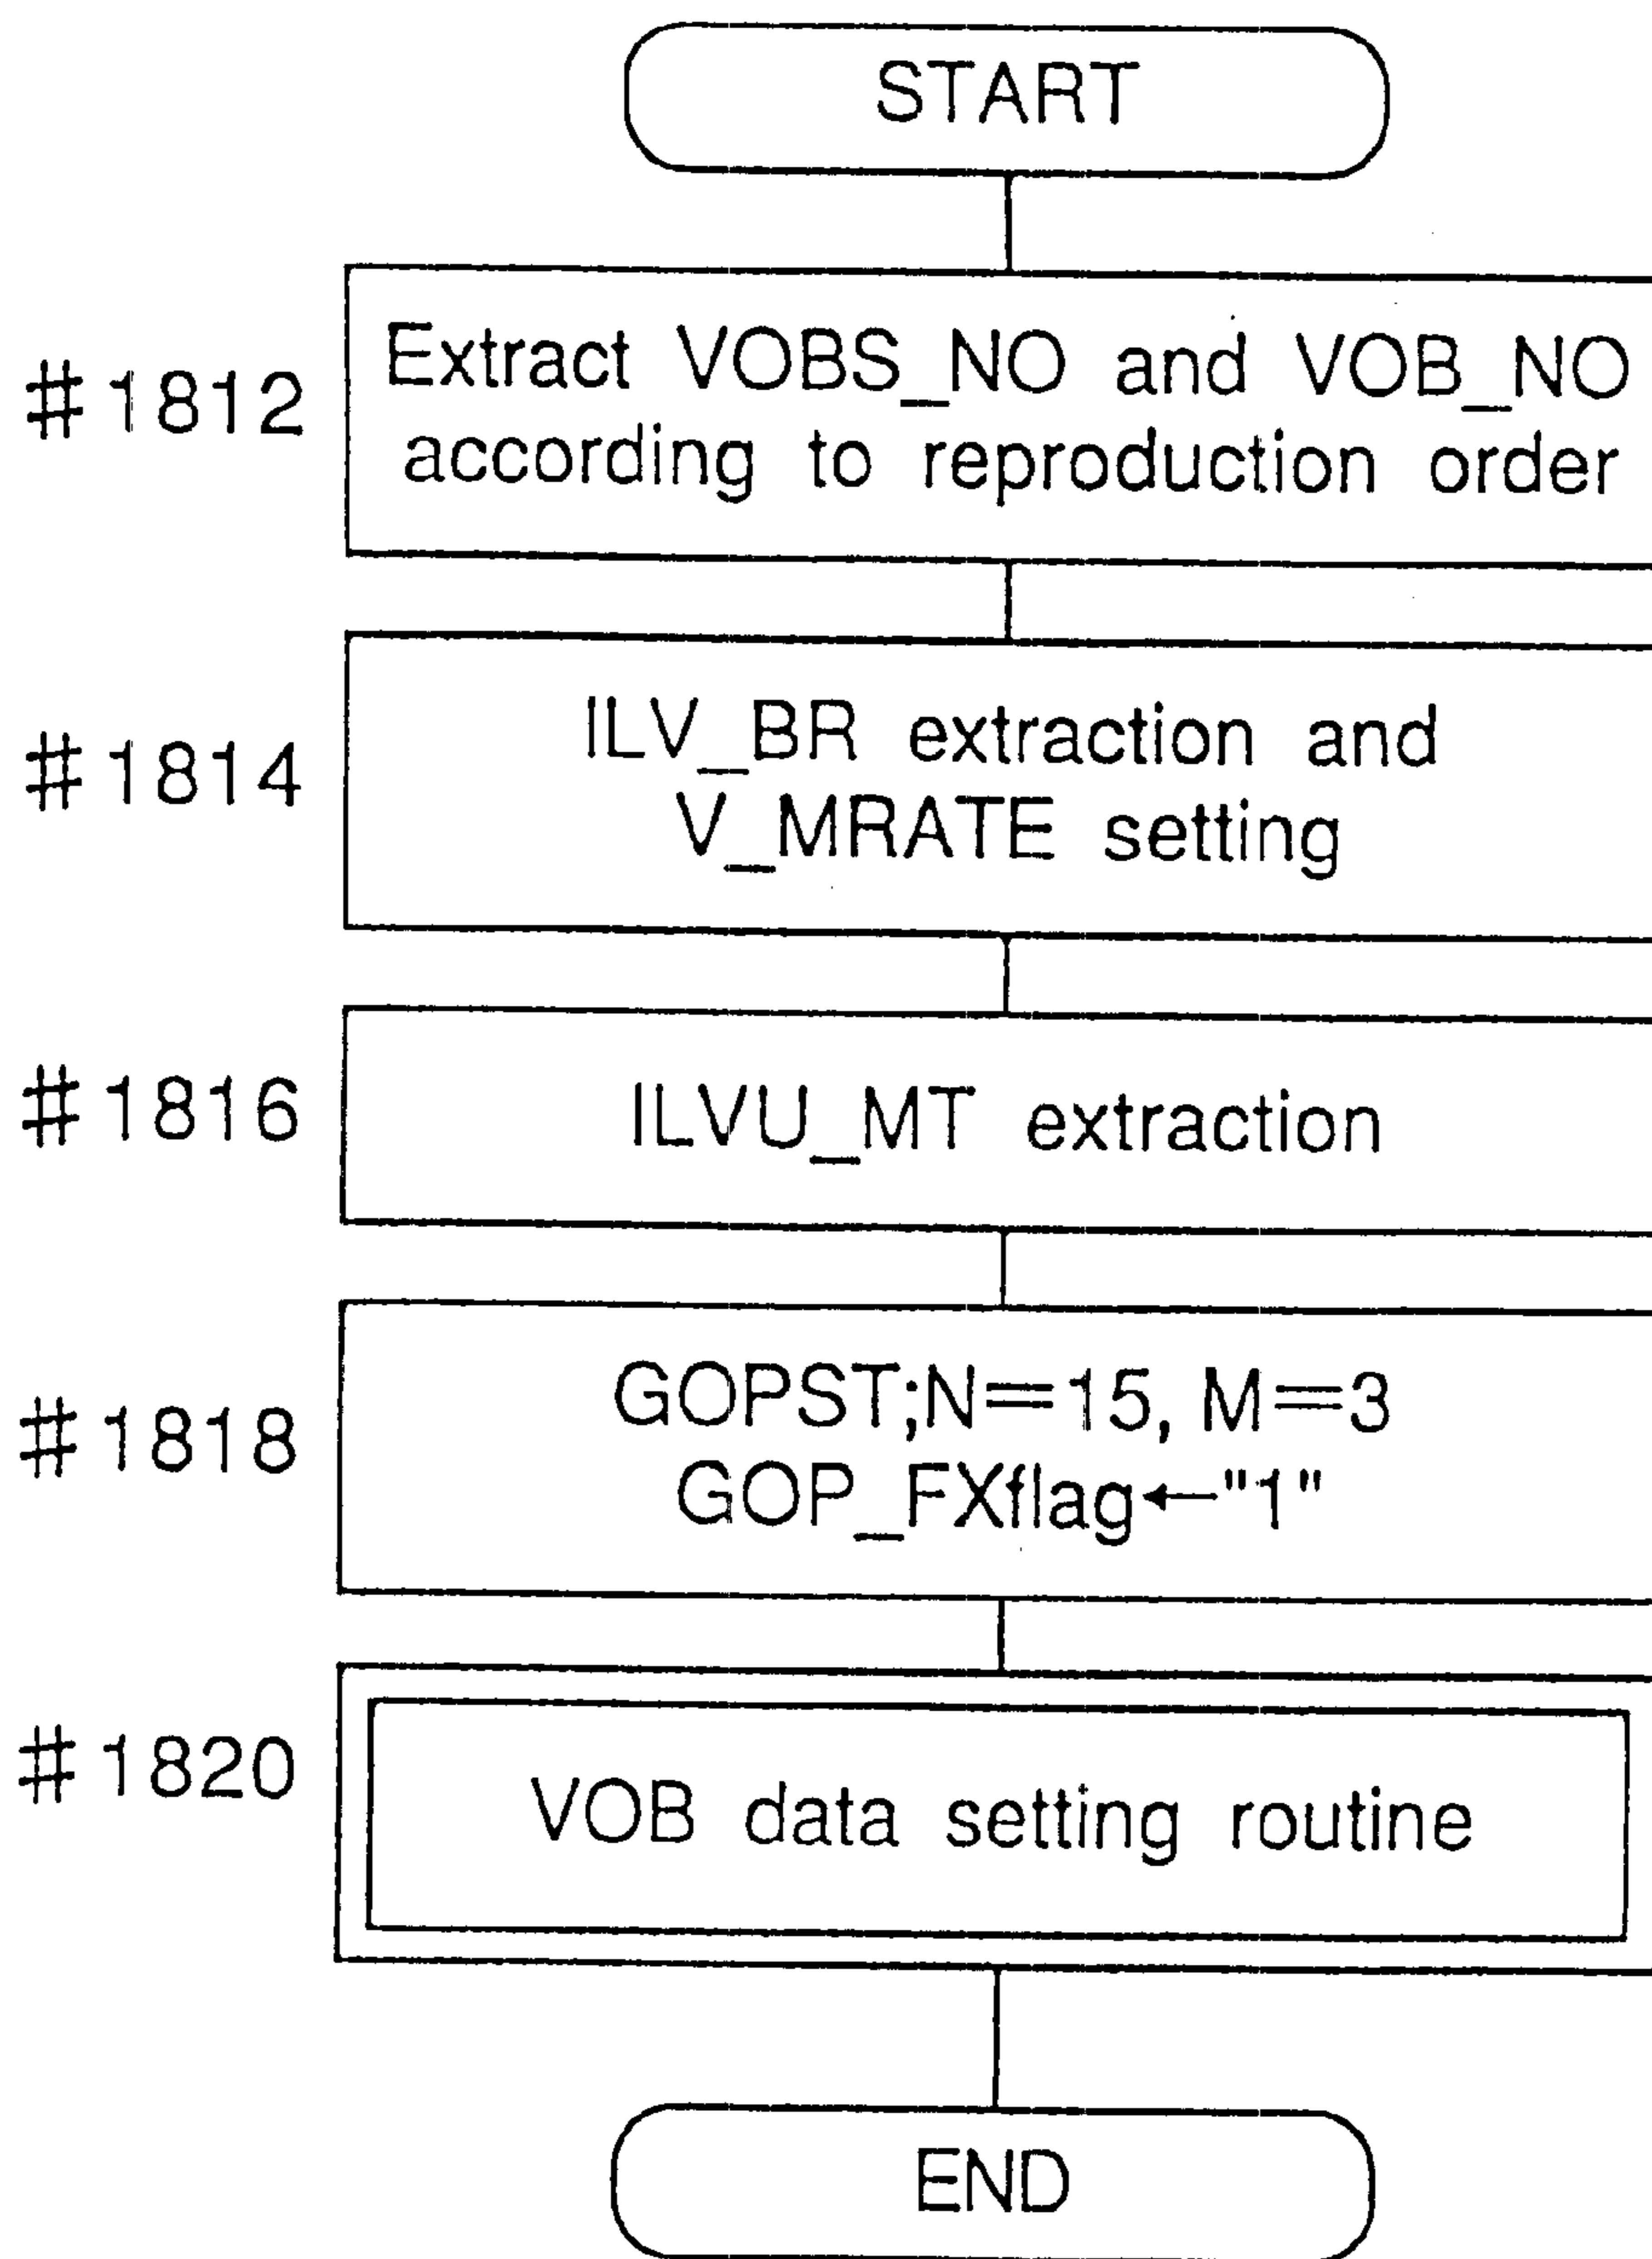 START
#1812
Extract VOBS_NO and VOB_NO
according to reproduction order
#1814
ILV_BR extraction and
V_MRATE setting
#1816
ILVU_MT extraction
#1818
GOPST;N=15, M=3
GOP_FXflag←"1"
#1820
VOB data setting routine
END